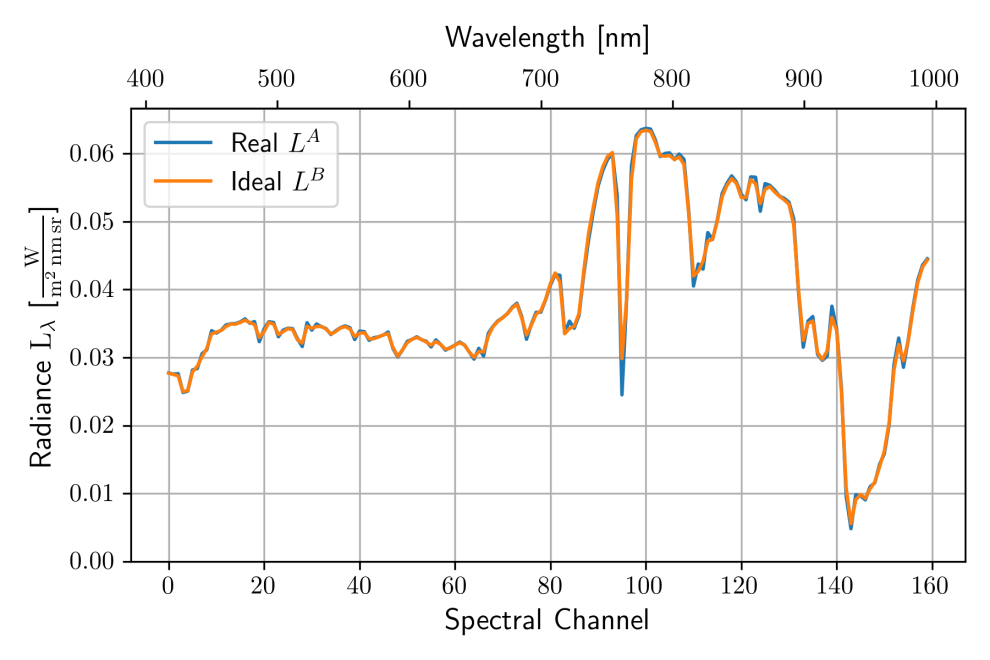 Wavelength [nm]
400 500 600 700 800 900 1000
Real L^A
Ideal L^B
Radiance L_λ [W / m² nm sr]
0.06
0.05
0.04
0.03
0.02
0.01
0.00
0 20 40 60 80 100 120 140 160
Spectral Channel